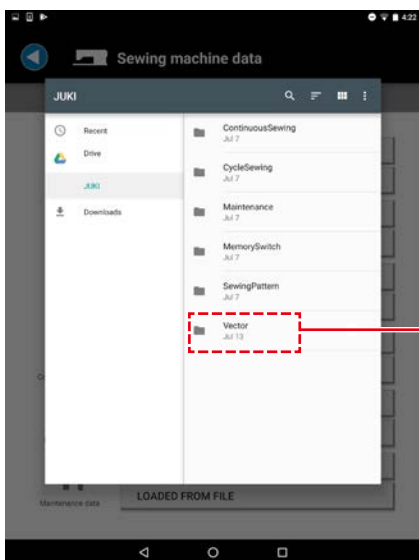 4:22
Sewing machine data
JUKI
Recent
Drive
JUKI
Downloads
ContinuousSewing
Jul 7
CycleSewing
Jul 7
Maintenance
Jul 7
MemorySwitch
Jul 7
SewingPattern
Jul 7
Vector
Jul 13
Maintenance data
LOADED FROM FILE